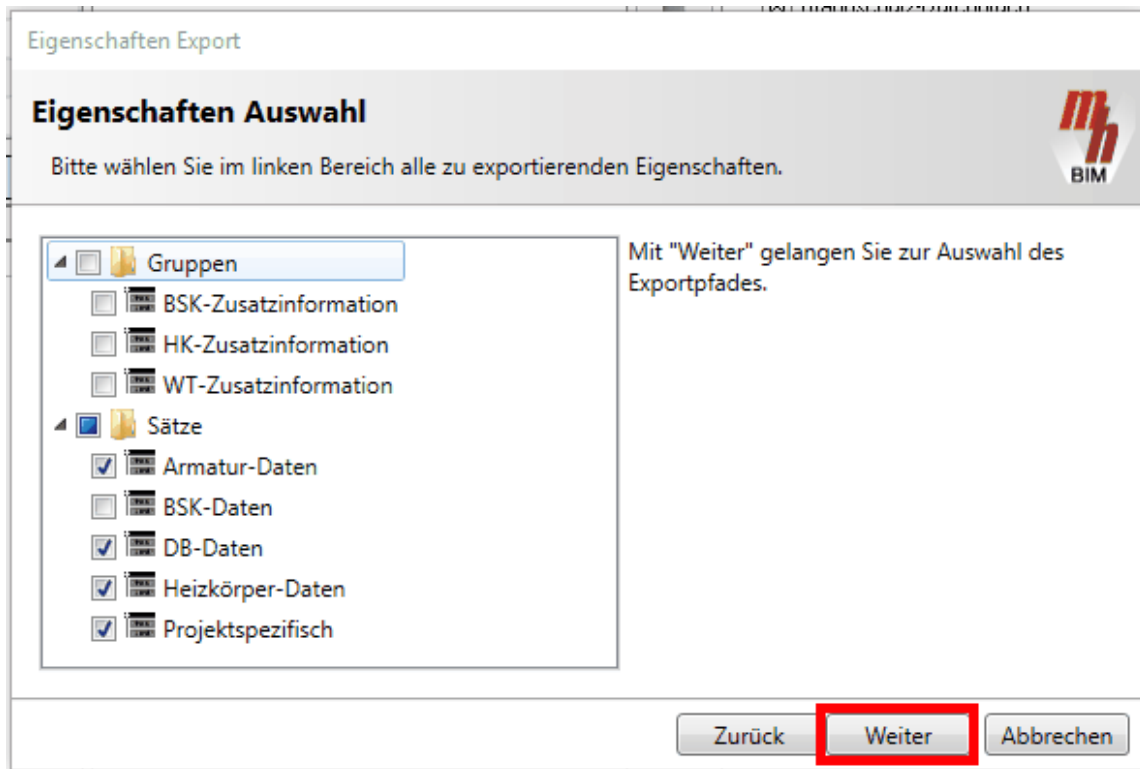 Eigenschaften Export
Eigenschaften Auswahl
Bitte wählen Sie im linken Bereich alle zu exportierenden Eigenschaften.
mh
BIM
Gruppen
BSK-Zusatzinformation
HK-Zusatzinformation
WT-Zusatzinformation
Sätze
Armatur-Daten
BSK-Daten
DB-Daten
Heizkörper-Daten
Projektspezifisch
Mit "Weiter" gelangen Sie zur Auswahl des
Exportpfades.
Zurück
Weiter
Abbrechen